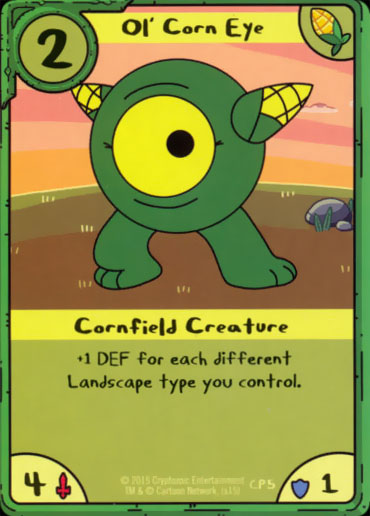 2
Ol' Corn Eye
Cornfield Creature
+1 DEF for each different
Landscape type you control.
© 2015 Cryptozoic Entertainment
TM & © Cartoon Network. (s15)
CP5
4
1